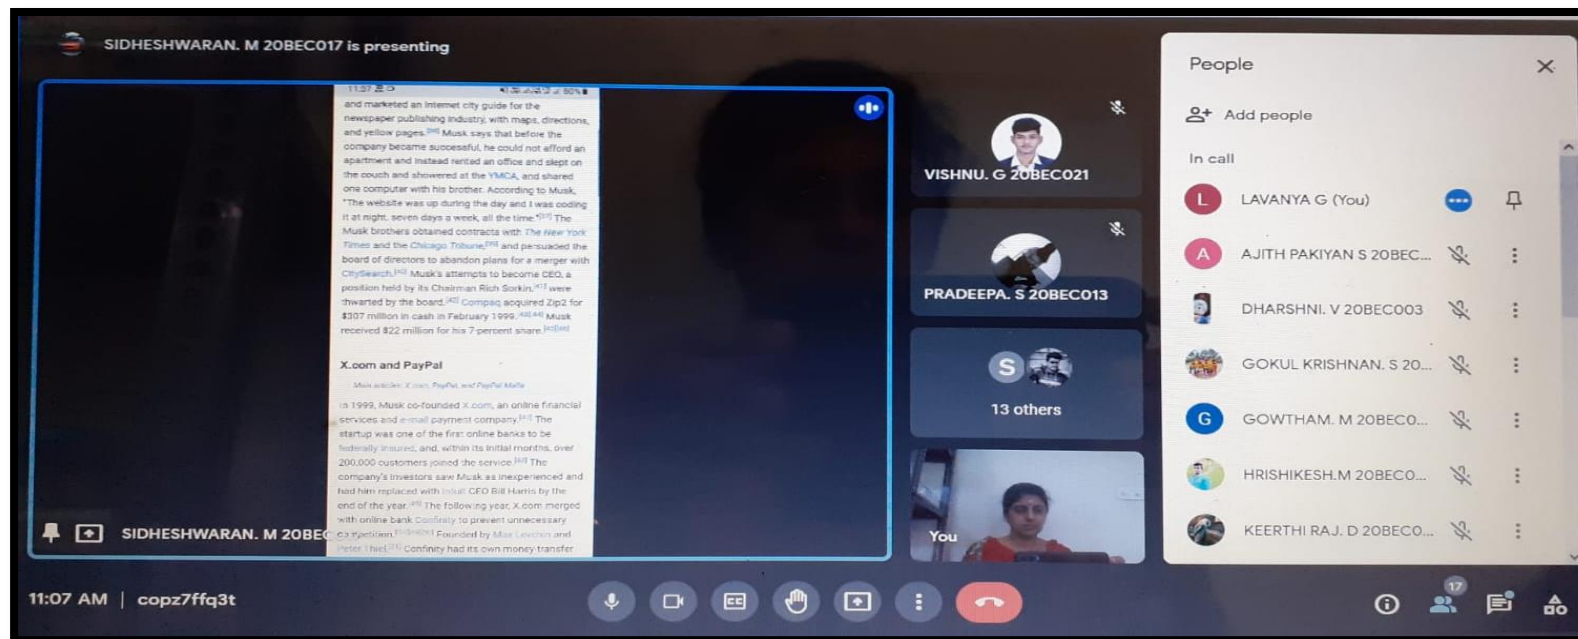 SIDHESHWARAN. M 20BEC017 is presenting
and marketed an Internet city guide for the
newspaper publishing industry, with maps, directions,
and yellow pages. Musk says that before the
company became successful, he could not afford an
apartment and instead rented an office and slept on
the couch and showered at the YMCA, and shared
one computer with his brother. According to Musk,
"The website was up during the day and I was coding
it at night, seven days a week, all the time." The
Musk brothers obtained contracts with The New York
Times and the Chicago Tribune, and persuaded the
board of directors to abandon plans for a merger with
CitySearch. Musk's attempts to become CEO, a
position held by its Chairman Rich Sorkin, were
thwarted by the board. Compaq acquired Zip2 for
$307 million in cash in February 1999. Musk
received $22 million for his 7-percent share.
X.com and PayPal
Main articles: X.com, PayPal, and PayPal Mafia
In 1999, Musk co-founded X.com, an online financial
services and e-mail payment company. The
startup was one of the first online banks to be
federally insured, and, within its initial months, over
200,000 customers joined the service. The
company's investors saw Musk as inexperienced and
had him replaced with Intuit CEO Bill Harris by the
end of the year. The following year, X.com merged
with online bank Confinity to prevent unnecessary
competition. Founded by Max Levchin and
Peter Thiel, Confinity had its own money-transfer
SIDHESHWARAN. M 20BEC
VISHNU. G 20BEC021
PRADEEPA. S 20BEC013
S
13 others
You
People
Add people
In call
L LAVANYA G (You)
A AJITH PAKIYAN S 20BEC...
DHARSHNI. V 20BEC003
GOKUL KRISHNAN. S 20...
G GOWTHAM. M 20BEC0...
HRISHIKESH.M 20BEC0...
KEERTHI RAJ. D 20BEC0...
11:07 AM | copz7ffq3t
CC
17